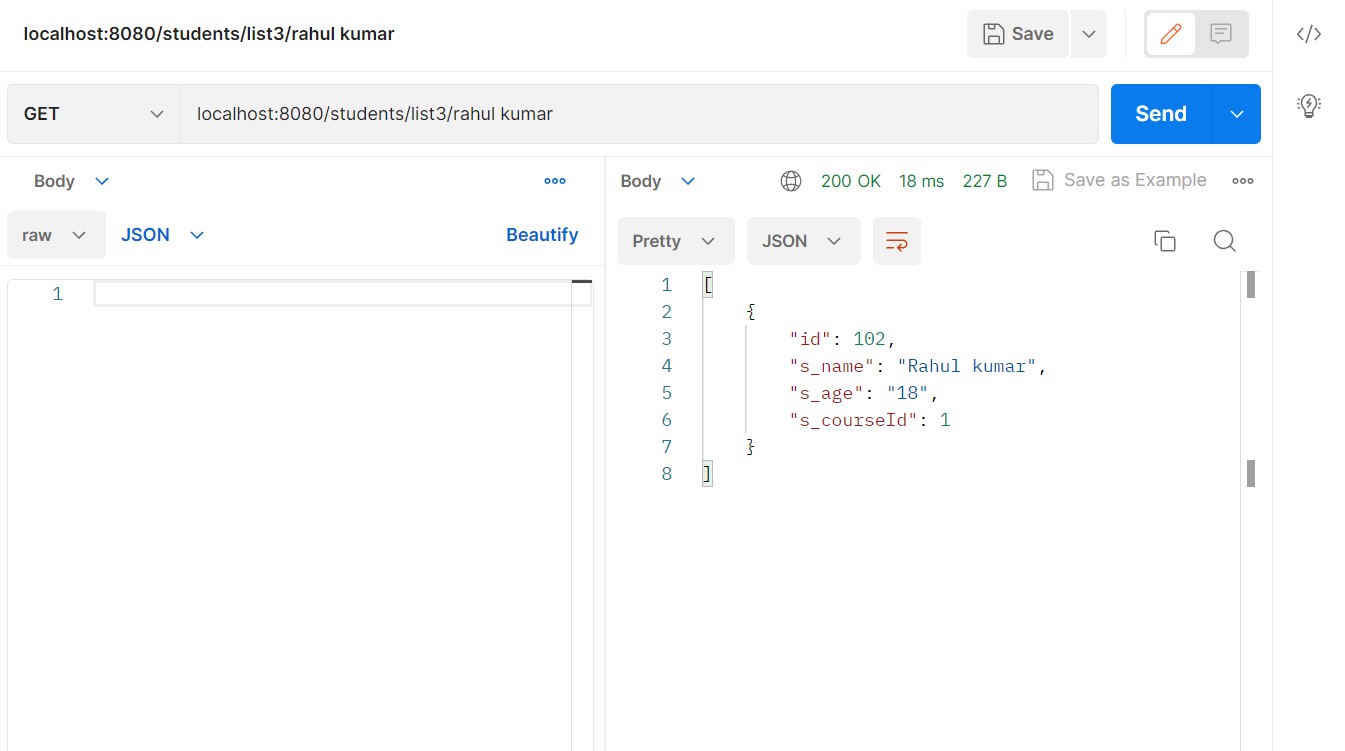 localhost:8080/students/list3/rahul kumar
Save
GET
localhost:8080/students/list3/rahul kumar
Send
Body
raw
JSON
Beautify
1
Body
200 OK 18 ms 227 B
Save as Example
Pretty
JSON
1 [
2 {
3 "id": 102,
4 "s_name": "Rahul kumar",
5 "s_age": "18",
6 "s_courseId": 1
7 }
8 ]